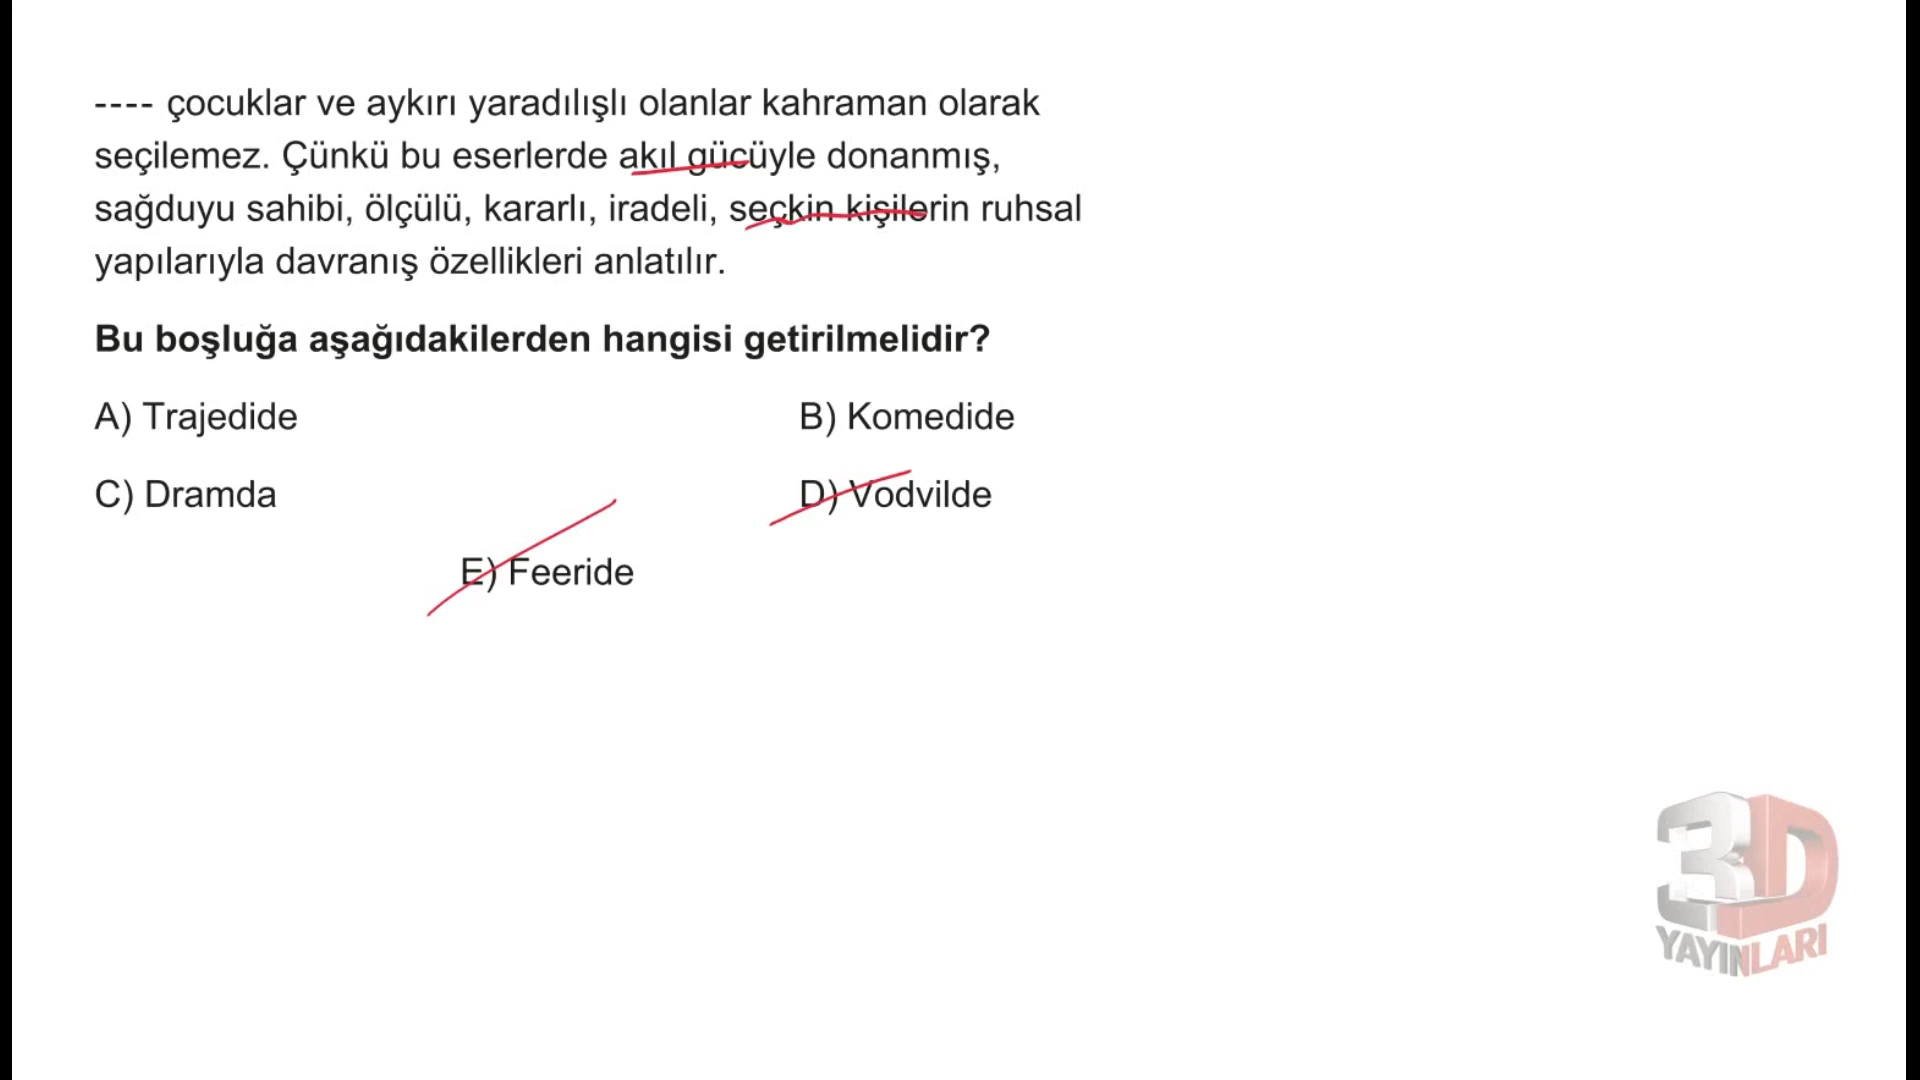 ---- çocuklar ve aykırı yaradılışlı olanlar kahraman olarak
seçilemez. Çünkü bu eserlerde akıl gücüyle donanmış,
sağduyu sahibi, ölçülü, kararlı, iradeli, seçkin kişilerin ruhsal
yapılarıyla davranış özellikleri anlatılır.
Bu boşluğa aşağıdakilerden hangisi getirilmelidir?
A) Trajedide
B) Komedide
C) Dramda
D) Vodvilde
E) Feeride
3D
YAYINLARI